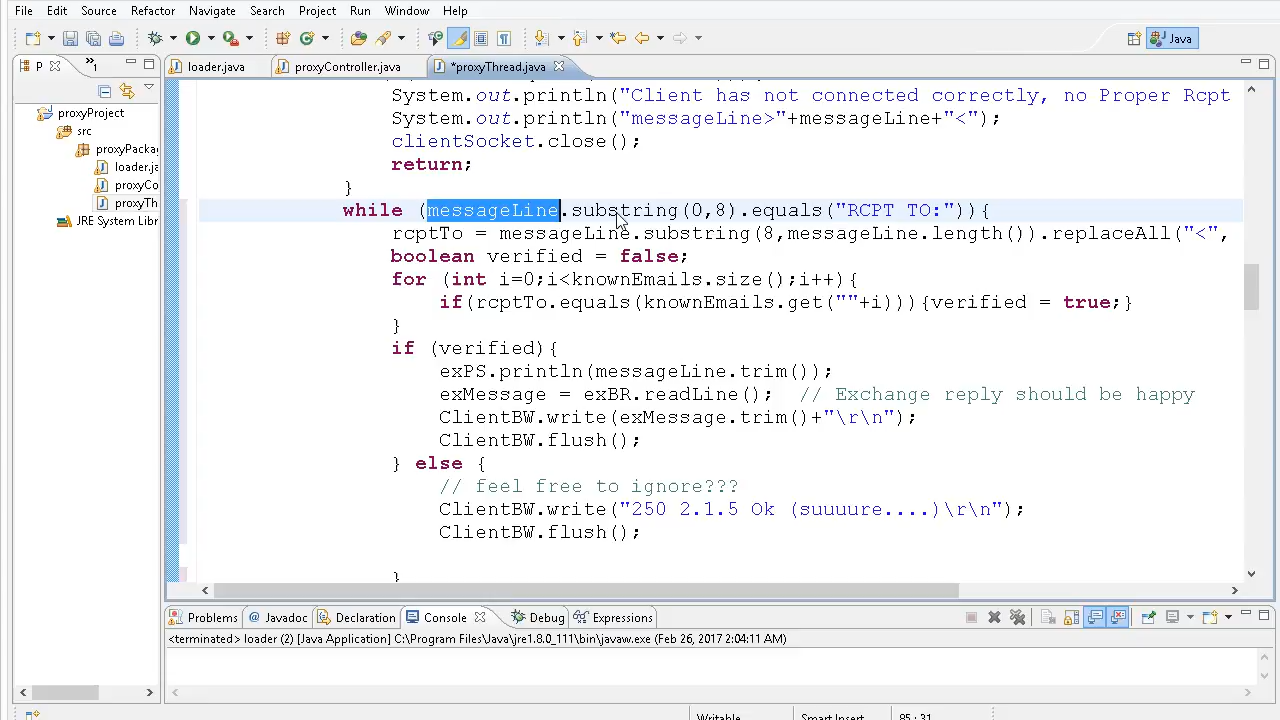 File Edit Source Refactor Navigate Search Project Run Window Help
Java
P
»1
loader.java
proxyController.java
*proxyThread.java
proxyProject
src
proxyPacka
loader.ja
proxyCo
proxyTh
JRE System Libr
System.out.println("Client has not connected correctly, no Proper Rcpt
System.out.println("messageLine>"+messageLine+"<");
clientSocket.close();
return;
}
while (messageLine.substring(0,8).equals("RCPT TO:")){
rcptTo = messageLine.substring(8,messageLine.length()).replaceAll("<",
boolean verified = false;
for (int i=0;i<knownEmails.size();i++){
if(rcptTo.equals(knownEmails.get(""+i))){verified = true;}
}
if (verified){
exPS.println(messageLine.trim());
exMessage = exBR.readLine(); // Exchange reply should be happy
ClientBW.write(exMessage.trim()+"\r\n");
ClientBW.flush();
} else {
// feel free to ignore???
ClientBW.write("250 2.1.5 Ok (suuuure....)\r\n");
ClientBW.flush();
}
Problems @ Javadoc Declaration Console Debug Expressions
<terminated> loader (2) [Java Application] C:\Program Files\Java\jre1.8.0_111\bin\javaw.exe (Feb 26, 2017 2:04:11 AM)
Writable Smart Insert 85 : 31